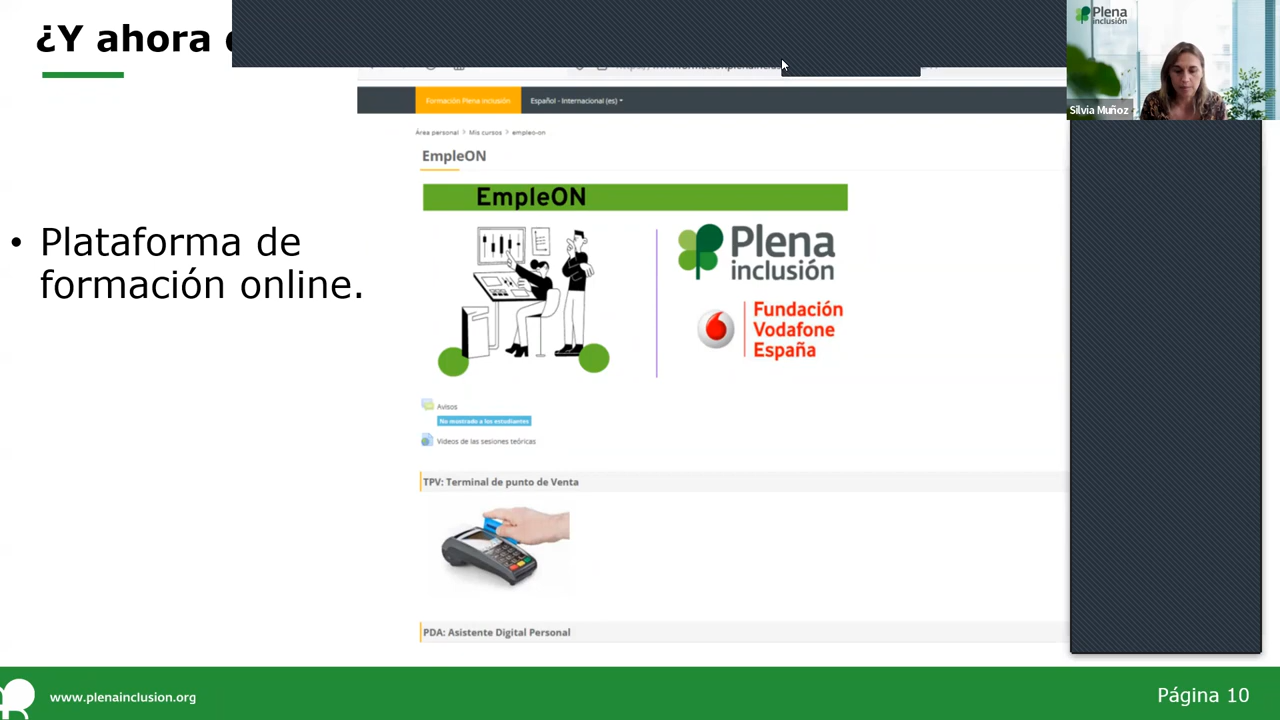 ¿Y ahora
Plena
inclusión
Silvia Muñoz
Formación Plena inclusión
Español - Internacional (es)
Área personal > Mis cursos > empleo-on
EmpleON
EmpleON
Plena
inclusión
Fundación
Vodafone
España
• Plataforma de
formación online.
Avisos
No mostrado a los estudiantes
Videos de las sesiones teóricas
TPV: Terminal de punto de Venta
PDA: Asistente Digital Personal
www.plenainclusion.org
Página 10